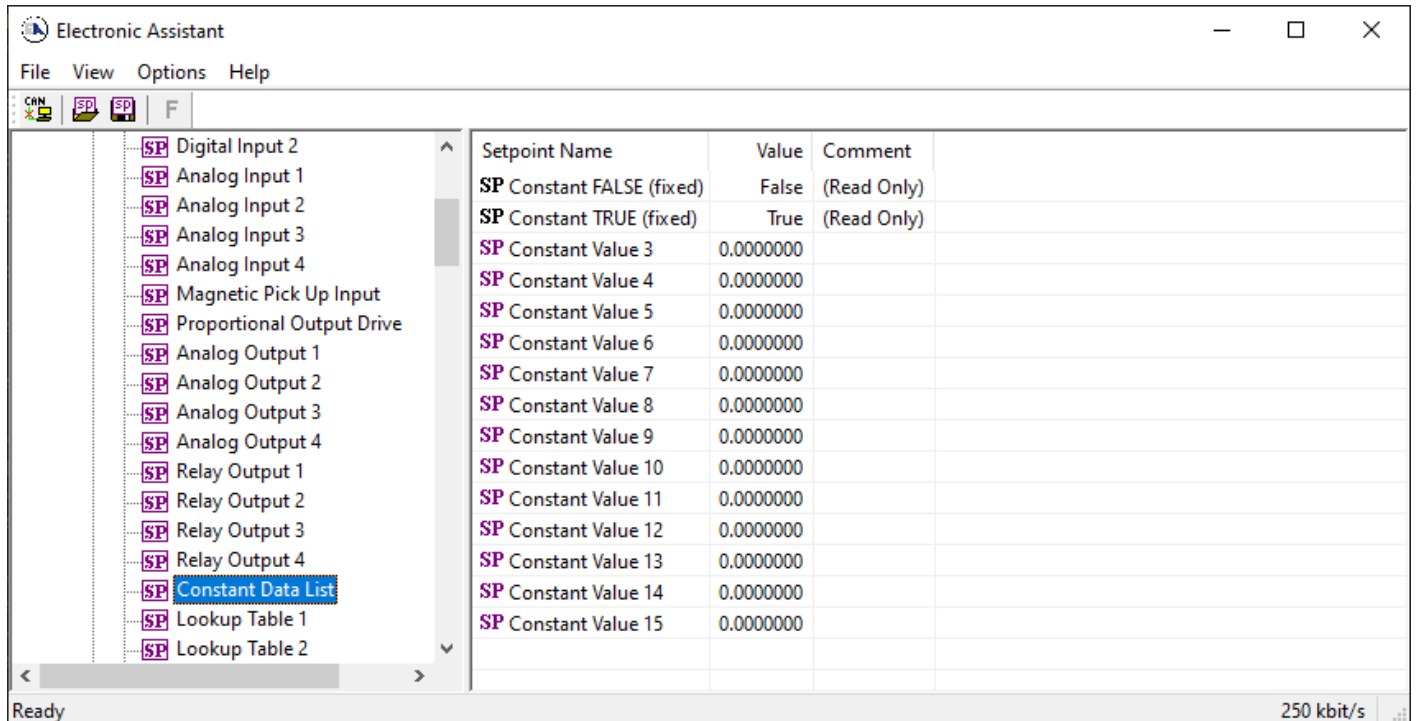 Electronic Assistant
File View Options Help
CAN SP SP F
SP Digital Input 2
SP Analog Input 1
SP Analog Input 2
SP Analog Input 3
SP Analog Input 4
SP Magnetic Pick Up Input
SP Proportional Output Drive
SP Analog Output 1
SP Analog Output 2
SP Analog Output 3
SP Analog Output 4
SP Relay Output 1
SP Relay Output 2
SP Relay Output 3
SP Relay Output 4
SP Constant Data List
SP Lookup Table 1
SP Lookup Table 2
Setpoint Name Value Comment
SP Constant FALSE (fixed) False (Read Only)
SP Constant TRUE (fixed) True (Read Only)
SP Constant Value 3 0.0000000
SP Constant Value 4 0.0000000
SP Constant Value 5 0.0000000
SP Constant Value 6 0.0000000
SP Constant Value 7 0.0000000
SP Constant Value 8 0.0000000
SP Constant Value 9 0.0000000
SP Constant Value 10 0.0000000
SP Constant Value 11 0.0000000
SP Constant Value 12 0.0000000
SP Constant Value 13 0.0000000
SP Constant Value 14 0.0000000
SP Constant Value 15 0.0000000
Ready 250 kbit/s